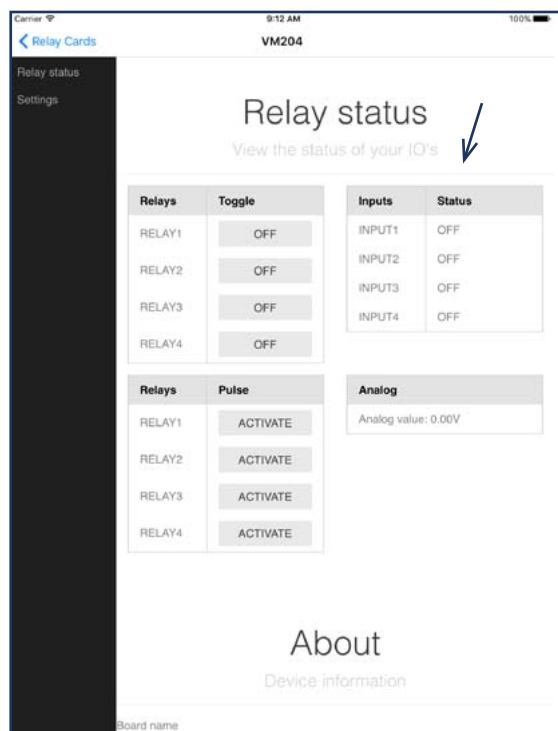 Carrier 9:12 AM 100%
Relay Cards VM204
Relay status
Settings
Relay status
View the status of your IO's
Relays Toggle
RELAY1 OFF
RELAY2 OFF
RELAY3 OFF
RELAY4 OFF
Inputs Status
INPUT1 OFF
INPUT2 OFF
INPUT3 OFF
INPUT4 OFF
Relays Pulse
RELAY1 ACTIVATE
RELAY2 ACTIVATE
RELAY3 ACTIVATE
RELAY4 ACTIVATE
Analog
Analog value: 0.00V
About
Device information
Board name